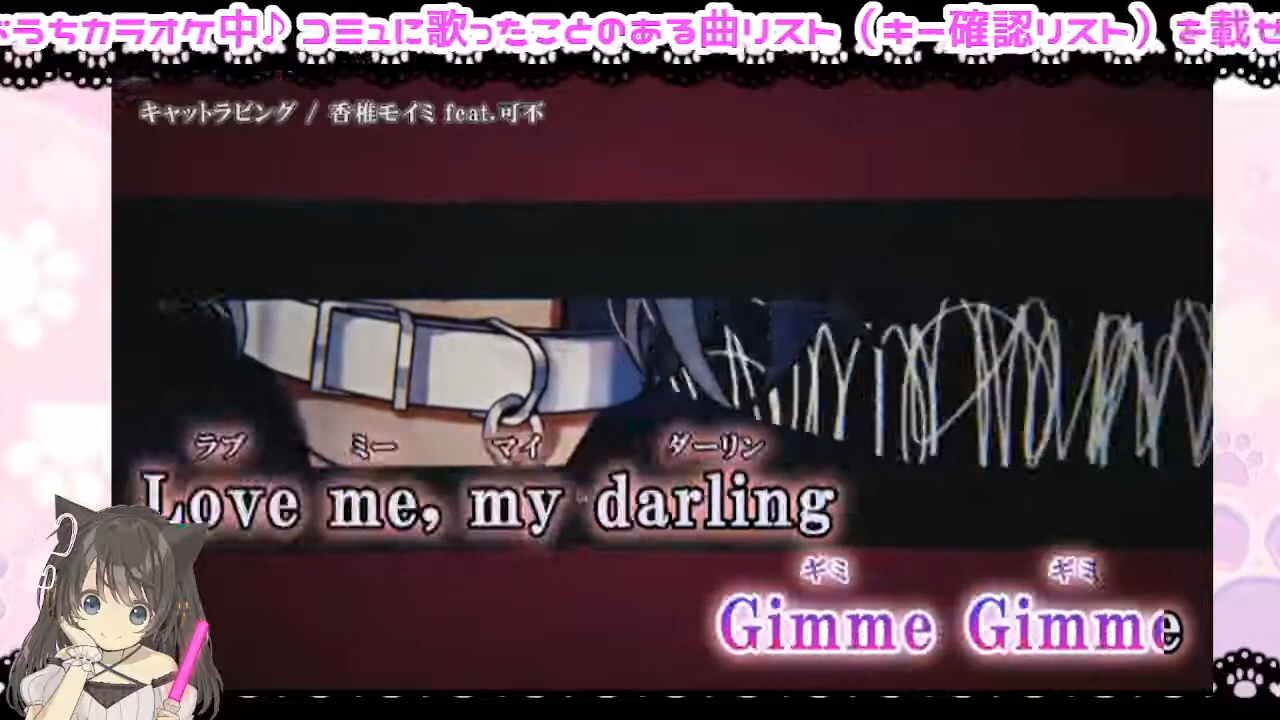 うちカラオケ中♪ コミュに歌ったことのある曲リスト（キー確認リスト）を載せ
キャットラビング / 香椎モイミ feat.可不
ラブ ミー マイ ダーリン
Love me, my darling
ギミ ギミ
Gimme Gimme